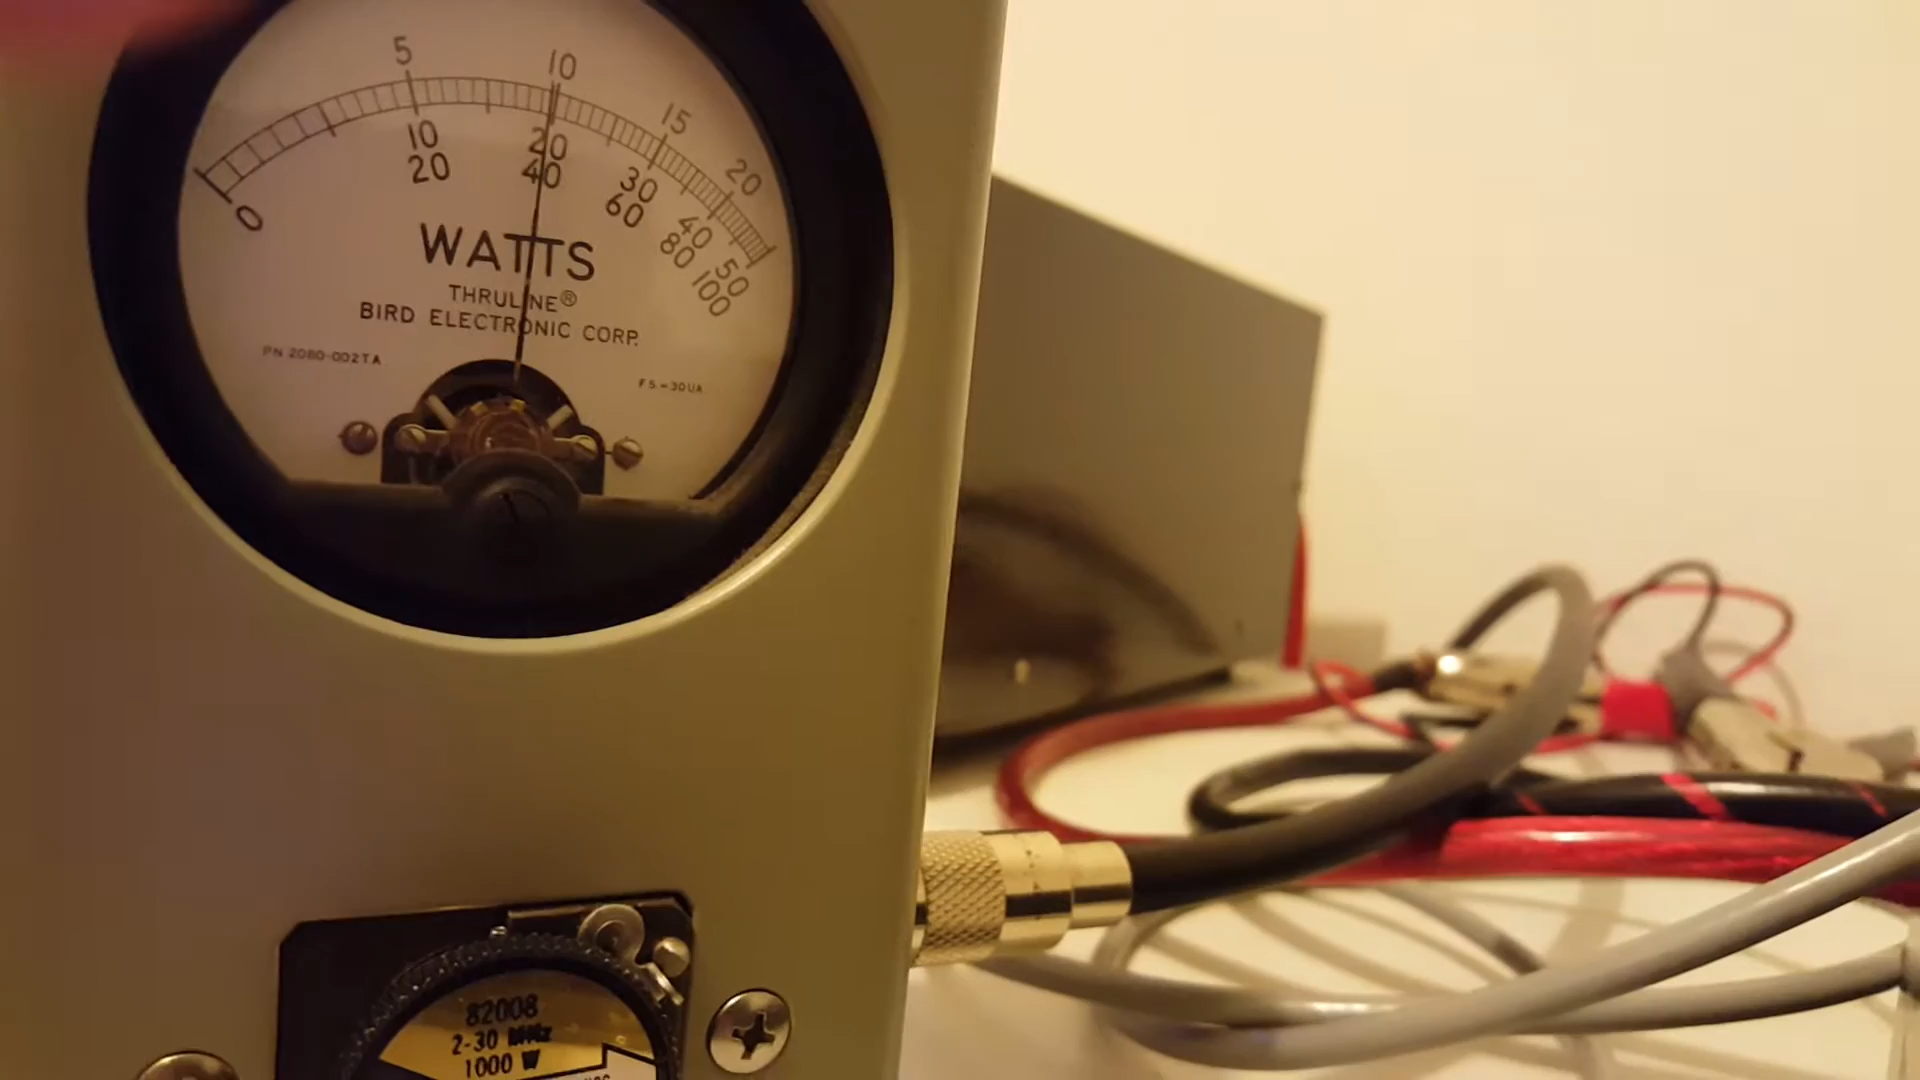 5 10 15 20
10 20 30 40 50
20 40 60 80 100
0
WATTS
THRULINE®
BIRD ELECTRONIC CORP.
PN 2080-002TA
FS.=30UA
82008
2-30 MHz
1000 W